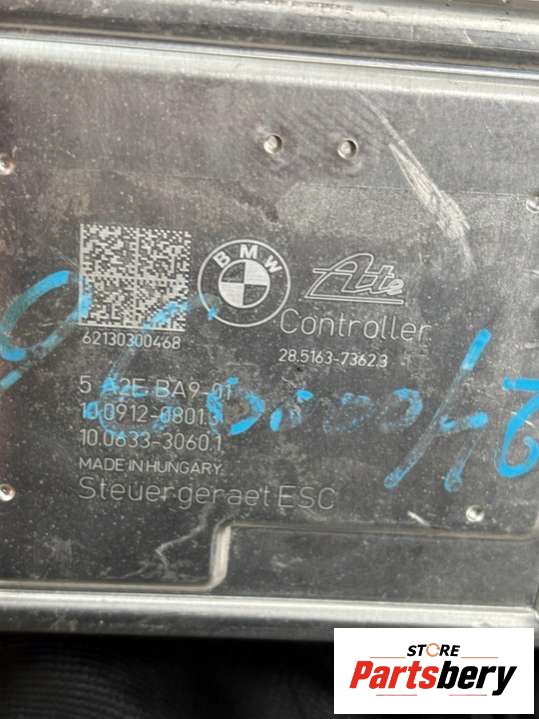 BMW
Ate
62130300468
Controller
28.5163-7362.3
5 A2E BA9-01
10.0912-0801.3
10.0633-3060.1
MADE IN HUNGARY.
Steuergeraet ESC
STORE
Partsbery